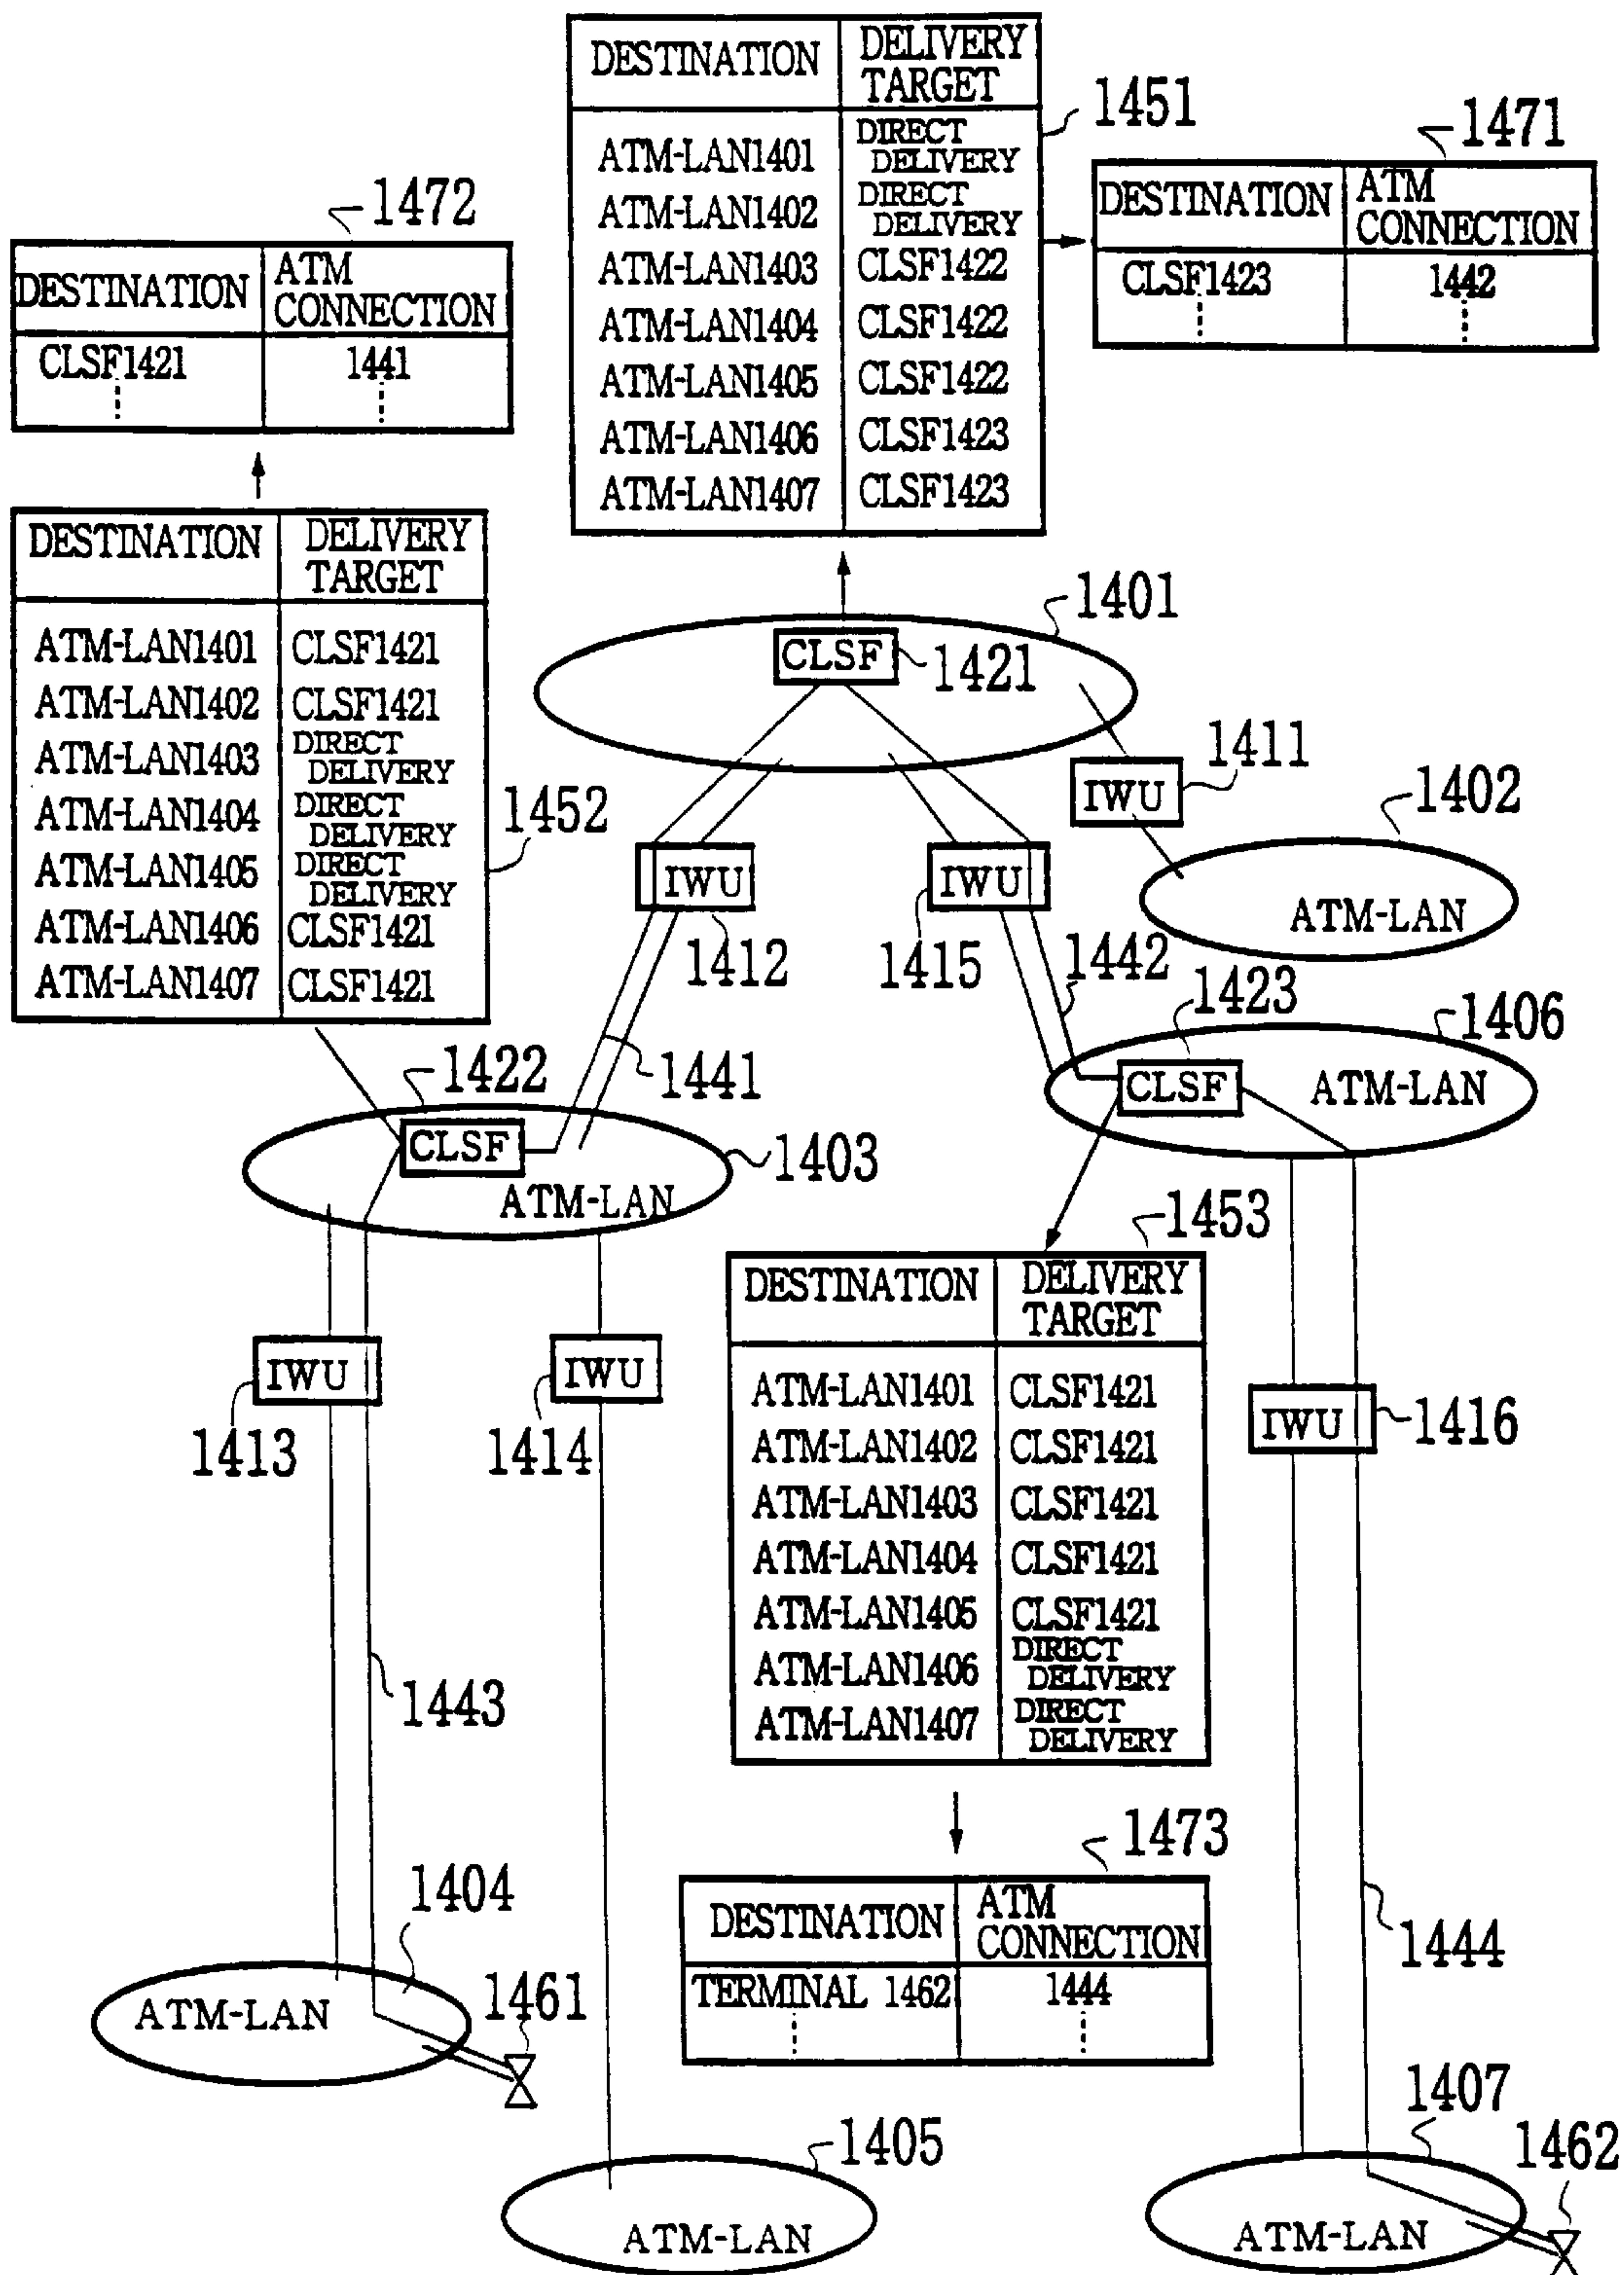 DESTINATION DELIVERY TARGET
ATM-LAN1401 DIRECT DELIVERY
ATM-LAN1402 DIRECT DELIVERY
ATM-LAN1403 CLSF1422
ATM-LAN1404 CLSF1422
ATM-LAN1405 CLSF1422
ATM-LAN1406 CLSF1423
ATM-LAN1407 CLSF1423
1451
1471
DESTINATION ATM CONNECTION
CLSF1423 1442
1472
DESTINATION ATM CONNECTION
CLSF1421 1441
DESTINATION DELIVERY TARGET
ATM-LAN1401 CLSF1421
ATM-LAN1402 CLSF1421
ATM-LAN1403 DIRECT DELIVERY
ATM-LAN1404 DIRECT DELIVERY
ATM-LAN1405 DIRECT DELIVERY
ATM-LAN1406 CLSF1421
ATM-LAN1407 CLSF1421
1452
1401
CLSF
1421
1411
IWU
1402
ATM-LAN
IWU
1412
IWU
1415
1442
1423
1406
CLSF
ATM-LAN
1422
1441
CLSF
1403
ATM-LAN
1453
DESTINATION DELIVERY TARGET
ATM-LAN1401 CLSF1421
ATM-LAN1402 CLSF1421
ATM-LAN1403 CLSF1421
ATM-LAN1404 CLSF1421
ATM-LAN1405 CLSF1421
ATM-LAN1406 DIRECT DELIVERY
ATM-LAN1407 DIRECT DELIVERY
IWU
1413
IWU
1414
IWU
1416
1443
1444
1473
DESTINATION ATM CONNECTION
TERMINAL 1462 1444
1404
ATM-LAN
1461
1405
ATM-LAN
1407
ATM-LAN
1462